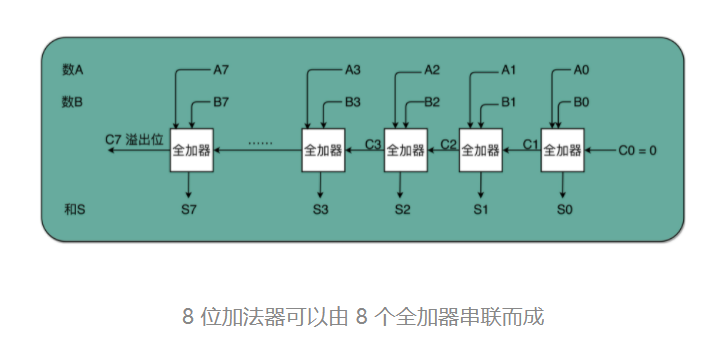 数A A7 A3 A2 A1 A0
数B B7 B3 B2 B1 B0
C7 溢出位 全加器 …… 全加器 C3 全加器 C2 全加器 C1 全加器 C0 = 0
和S S7 S3 S2 S1 S0
8 位加法器可以由 8 个全加器串联而成